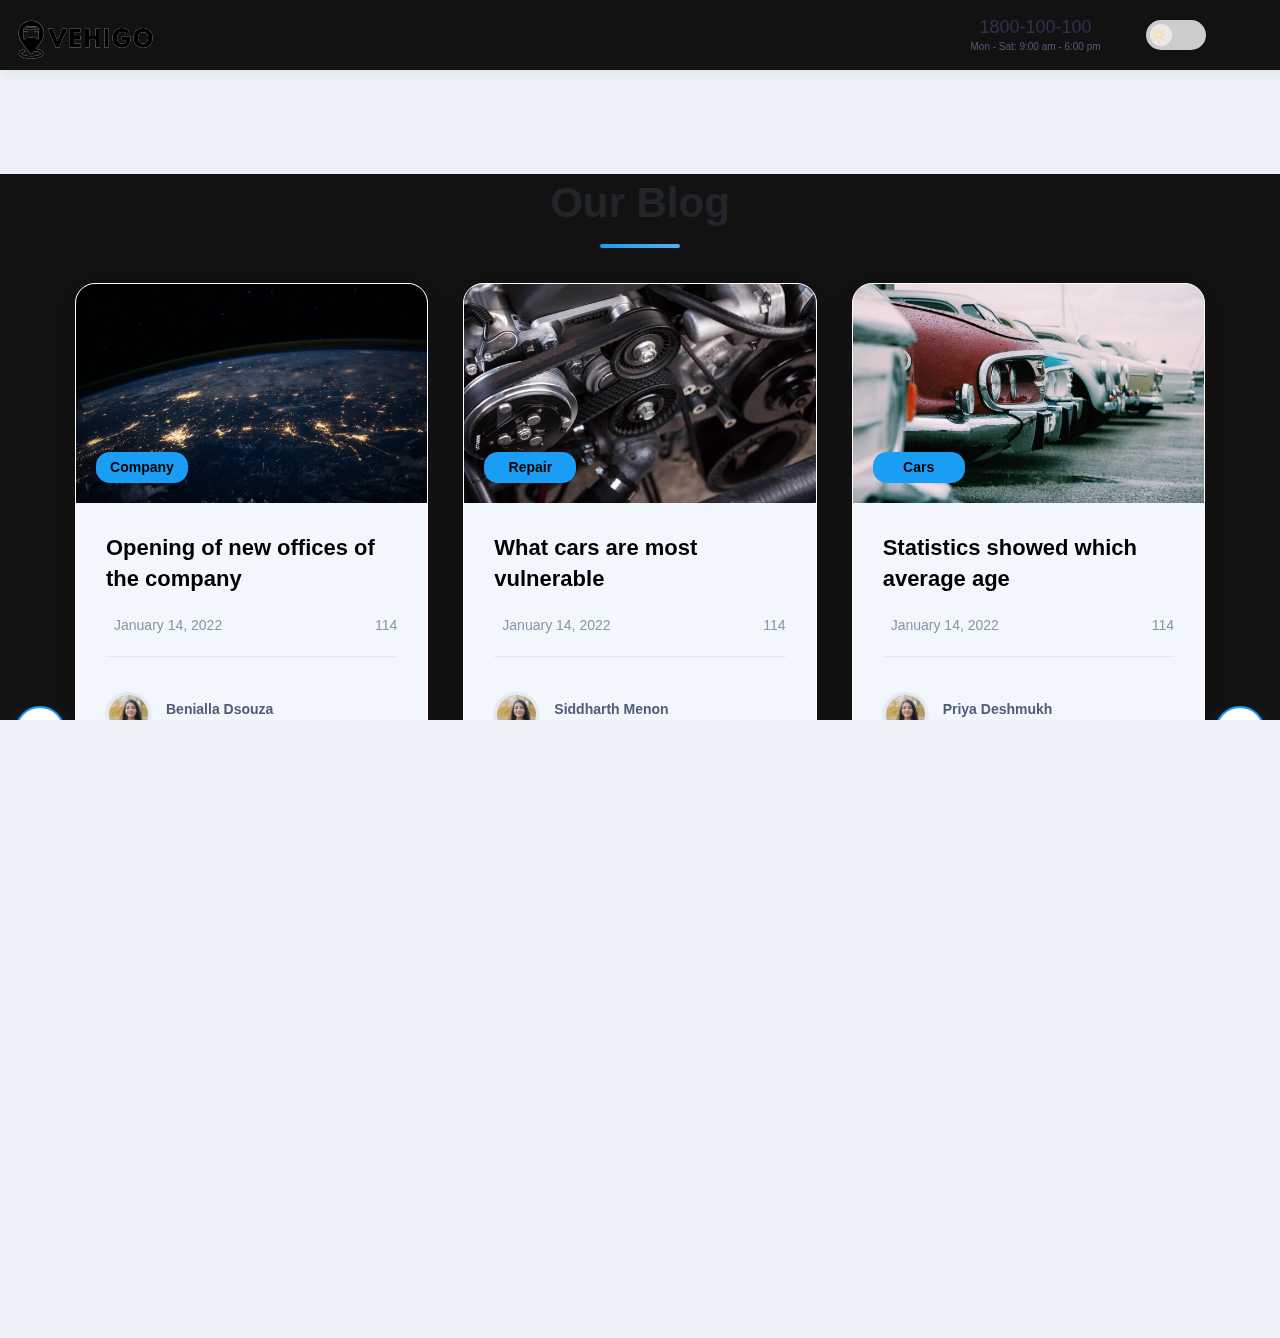 VEHIGO
1800-100-100
Mon - Sat: 9:00 am - 6:00 pm
Our Blog
Company
Repair
Cars
Opening of new offices of
the company
What cars are most
vulnerable
Statistics showed which
average age
January 14, 2022
114
January 14, 2022
114
January 14, 2022
114
Benialla Dsouza
Siddharth Menon
Priya Deshmukh